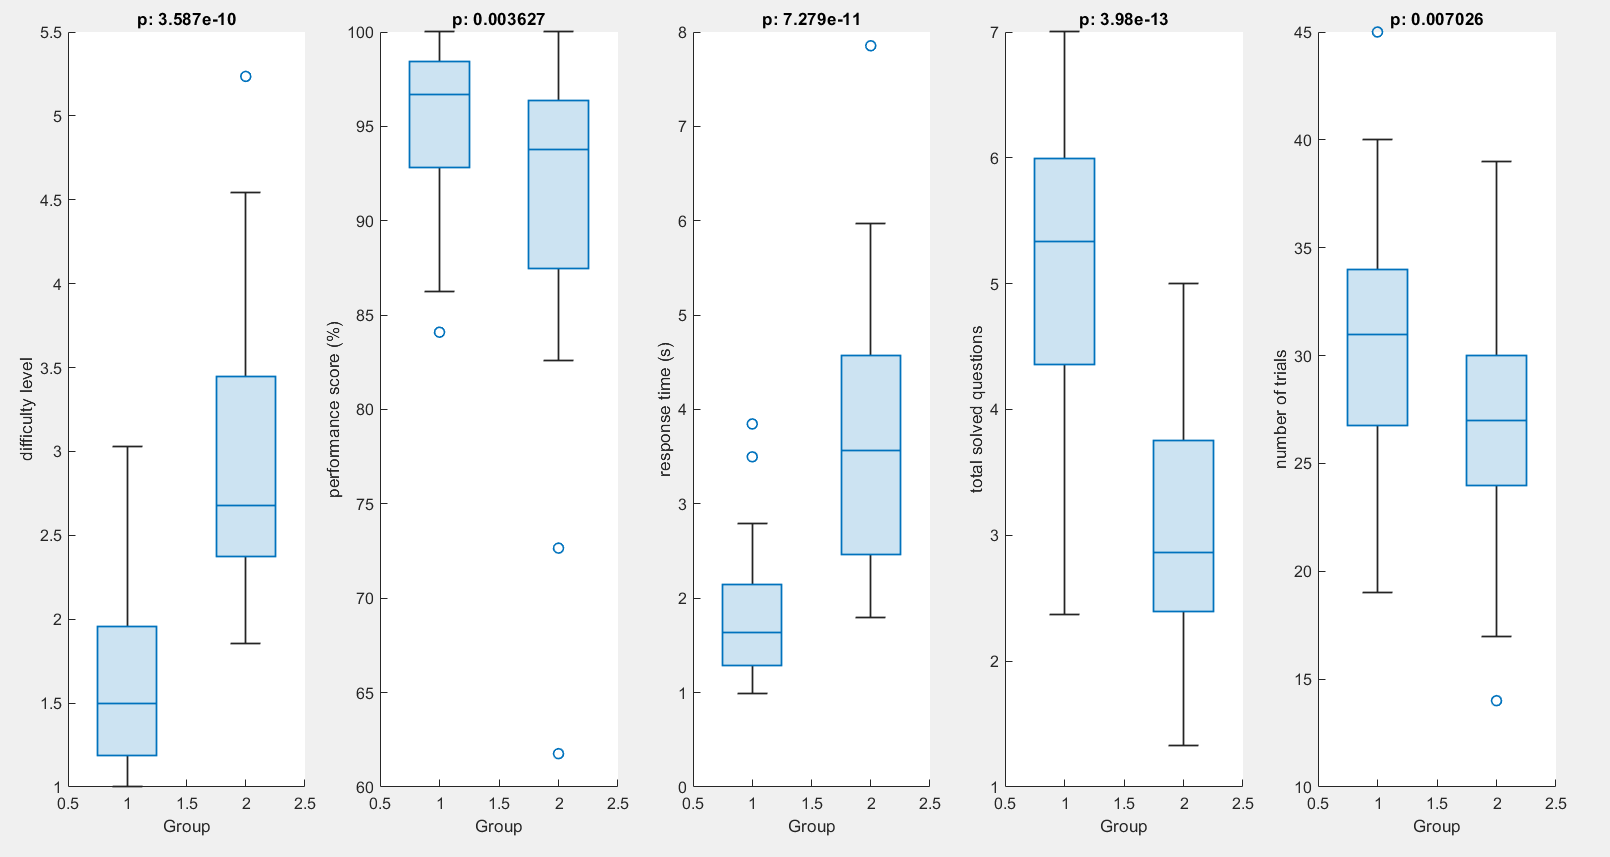 p: 3.587e-10
5.5
5
4.5
4
3.5
3
2.5
2
1.5
1
difficulty level
0.5 1 1.5 2 2.5
Group
p: 0.003627
100
95
90
85
80
75
70
65
60
performance score (%)
0.5 1 1.5 2 2.5
Group
p: 7.279e-11
8
7
6
5
4
3
2
1
0
response time (s)
0.5 1 1.5 2 2.5
Group
p: 3.98e-13
7
6
5
4
3
2
1
total solved questions
0.5 1 1.5 2 2.5
Group
p: 0.007026
45
40
35
30
25
20
15
10
number of trials
0.5 1 1.5 2 2.5
Group